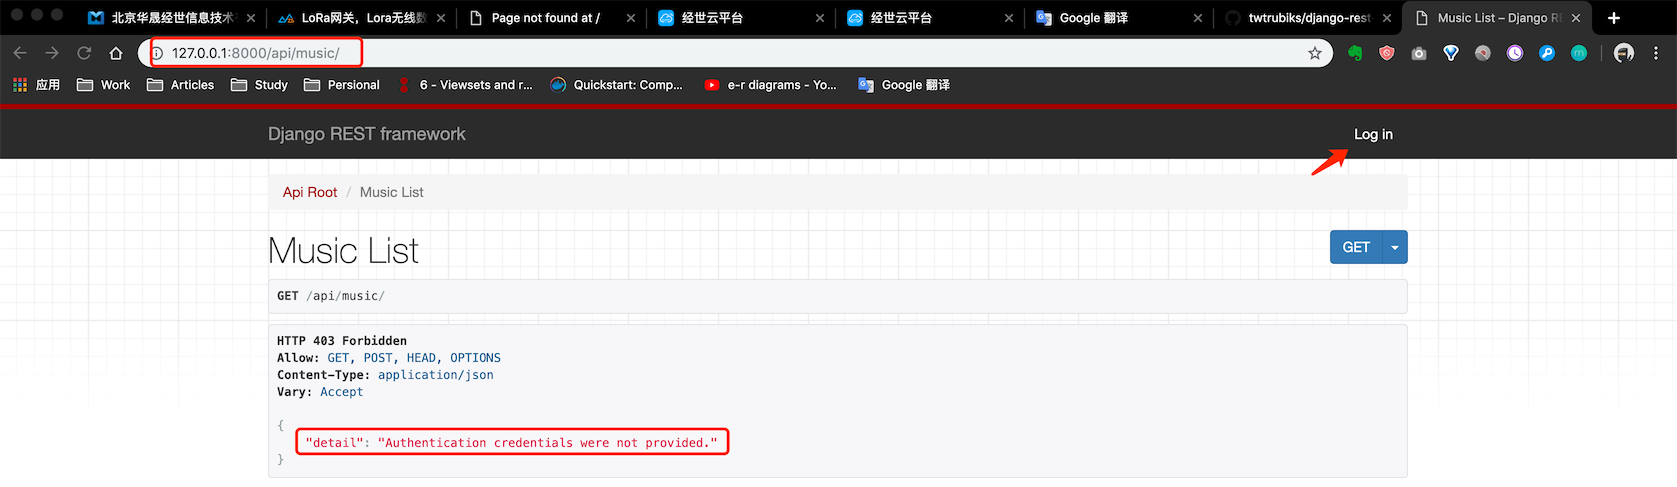 北京华晟经世信息技术
LoRa网关，Lora无线数
Page not found at /
经世云平台
经世云平台
Google 翻译
twtrubiks/django-rest
Music List – Django RE
127.0.0.1:8000/api/music/
应用
Work
Articles
Study
Persional
6 - Viewsets and r...
Quickstart: Comp...
e-r diagrams - Yo...
Google 翻译
Django REST framework
Log in
Api Root / Music List
Music List
GET
GET /api/music/
HTTP 403 Forbidden
Allow: GET, POST, HEAD, OPTIONS
Content-Type: application/json
Vary: Accept
{
"detail": "Authentication credentials were not provided."
}